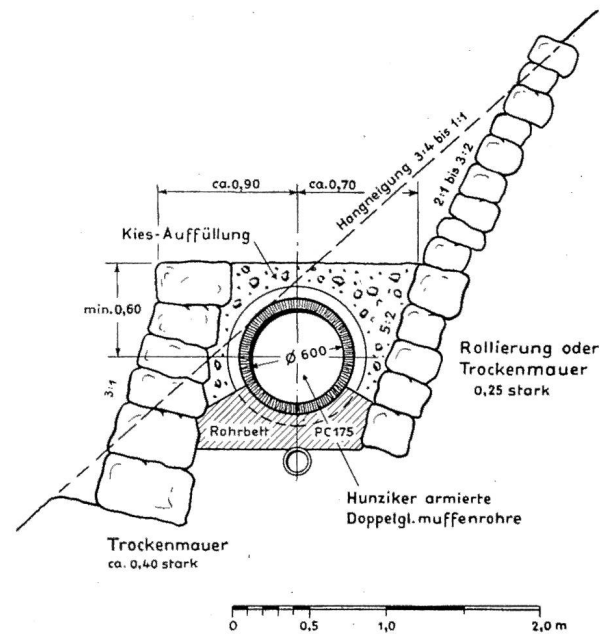 Hangneigung 3:4 bis 1:1
2:1 bis 3:2
ca.0,90
ca.0,70
Kies-Auffüllung
min.0,60
5:2
Ø 600
3:1
Rollierung oder
Trockenmauer
0,25 stark
Rohrbett
PC 175
Hunziker armierte
Doppelgl. muffenrohre
Trockenmauer
ca. 0,40 stark
0
0,5
1,0
2,0 m